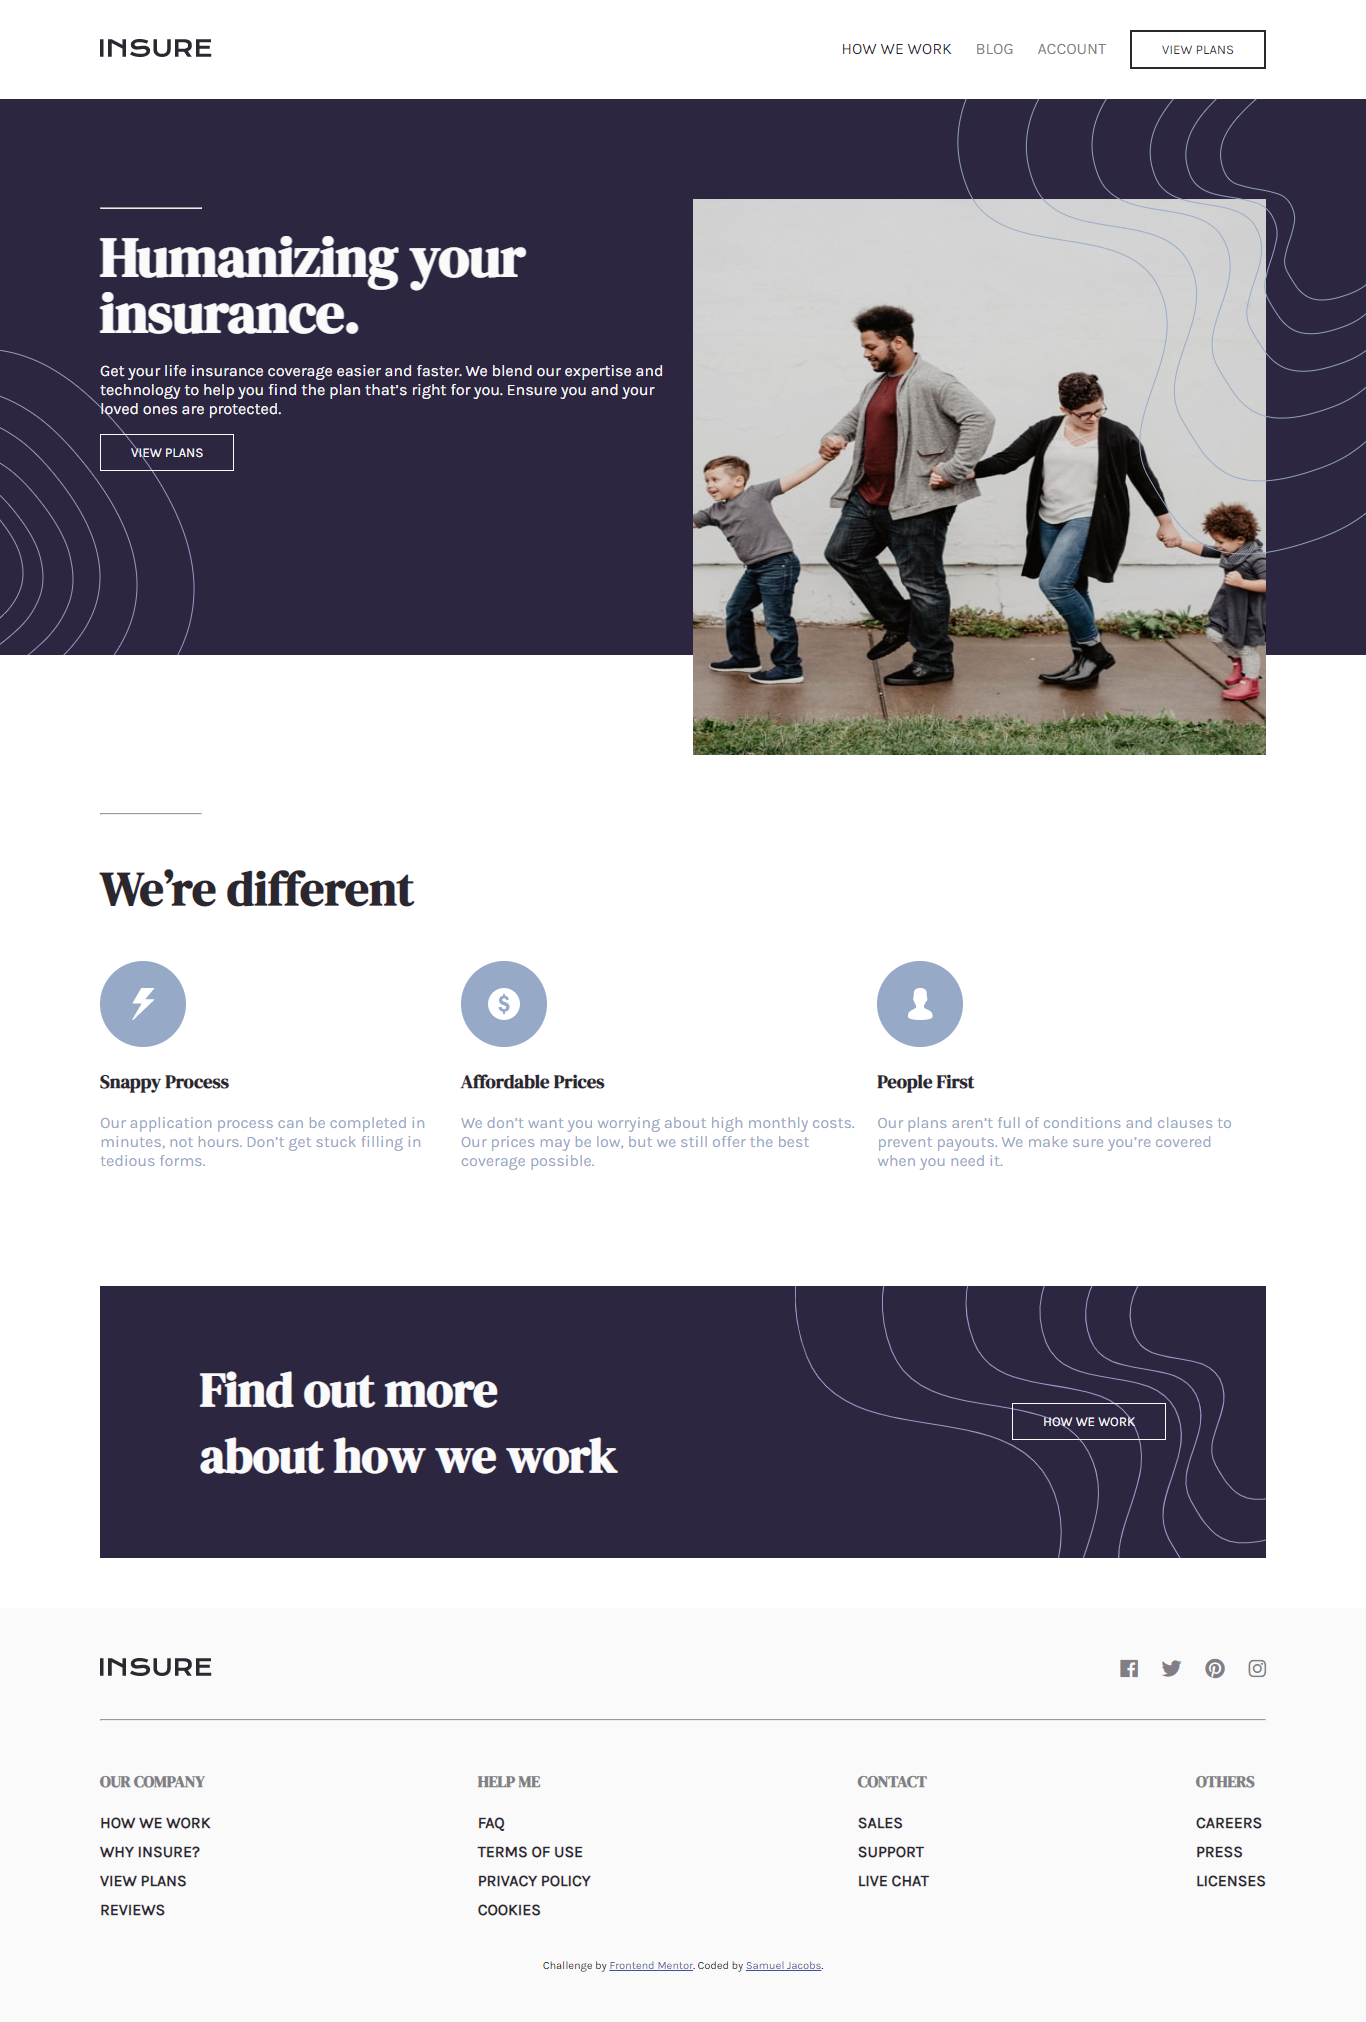 INSURE
HOW WE WORK BLOG ACCOUNT VIEW PLANS
Humanizing your
insurance.
Get your life insurance coverage easier and faster. We blend our expertise and
technology to help you find the plan that’s right for you. Ensure you and your
loved ones are protected.
VIEW PLANS
We’re different
Snappy Process
Our application process can be completed in
minutes, not hours. Don’t get stuck filling in
tedious forms.
Affordable Prices
We don’t want you worrying about high monthly costs.
Our prices may be low, but we still offer the best
coverage possible.
People First
Our plans aren’t full of conditions and clauses to
prevent payouts. We make sure you’re covered
when you need it.
Find out more
about how we work
HOW WE WORK
INSURE
OUR COMPANY
HOW WE WORK
WHY INSURE?
VIEW PLANS
REVIEWS
HELP ME
FAQ
TERMS OF USE
PRIVACY POLICY
COOKIES
CONTACT
SALES
SUPPORT
LIVE CHAT
OTHERS
CAREERS
PRESS
LICENSES
Challenge by Frontend Mentor. Coded by Samuel Jacobs.